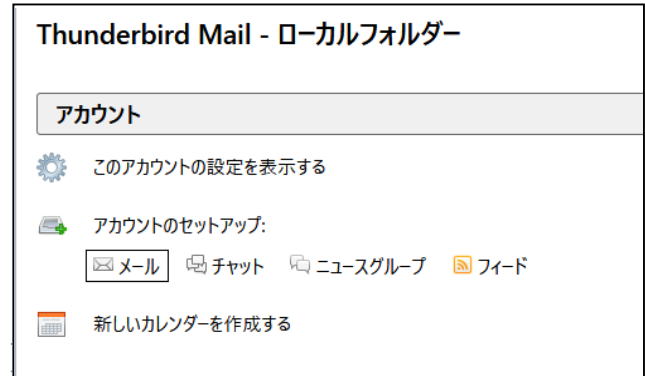 Thunderbird Mail - ローカルフォルダー
アカウント
このアカウントの設定を表示する
アカウントのセットアップ:
メール チャット ニュースグループ フィード
新しいカレンダーを作成する